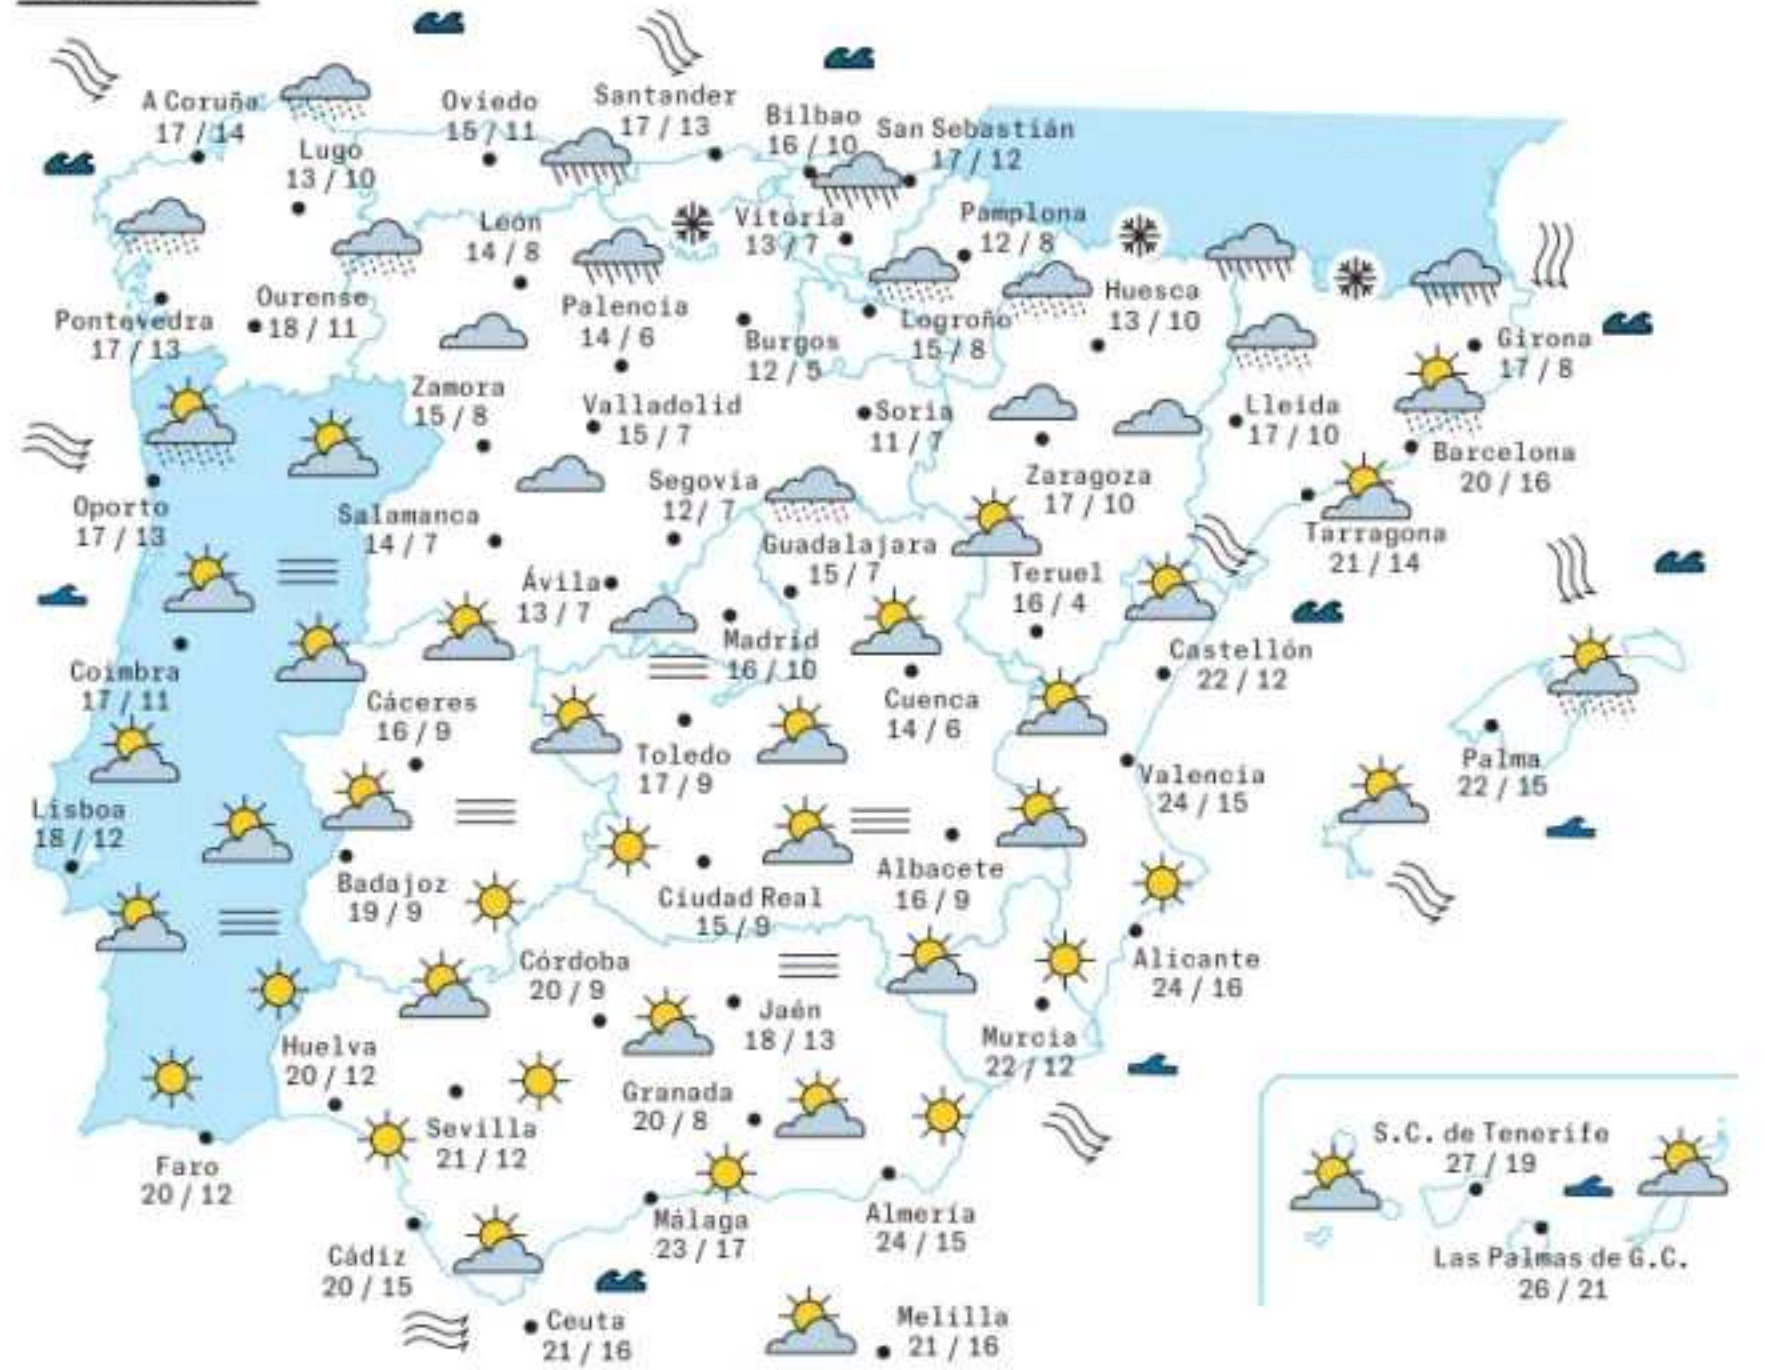 A Coruña
17 / 14
Lugo
13 / 10
Oviedo
15 / 11
Santander
17 / 13
Bilbao
16 / 10
San Sebastián
17 / 12
Pontevedra
17 / 13
Ourense
18 / 11
León
14 / 8
Palencia
14 / 6
Vitoria
13 / 7
Pamplona
12 / 8
Burgos
12 / 5
Logroño
15 / 8
Huesca
13 / 10
Girona
17 / 8
Zamora
15 / 8
Valladolid
15 / 7
Soria
11 / 7
Lleida
17 / 10
Barcelona
20 / 16
Zaragoza
17 / 10
Tarragona
21 / 14
Oporto
17 / 13
Salamanca
14 / 7
Segovia
12 / 7
Guadalajara
15 / 7
Ávila
13 / 7
Madrid
16 / 10
Teruel
16 / 4
Castellón
22 / 12
Coimbra
17 / 11
Cáceres
16 / 9
Toledo
17 / 9
Cuenca
14 / 6
Valencia
24 / 15
Palma
22 / 15
Lisboa
18 / 12
Badajoz
19 / 9
Ciudad Real
15 / 9
Albacete
16 / 9
Alicante
24 / 16
Córdoba
20 / 9
Jaén
18 / 13
Murcia
22 / 12
Huelva
20 / 12
Sevilla
21 / 12
Granada
20 / 8
Faro
20 / 12
Málaga
23 / 17
Almería
24 / 15
Cádiz
20 / 15
Ceuta
21 / 16
Melilla
21 / 16
S.C. de Tenerife
27 / 19
Las Palmas de G.C.
26 / 21